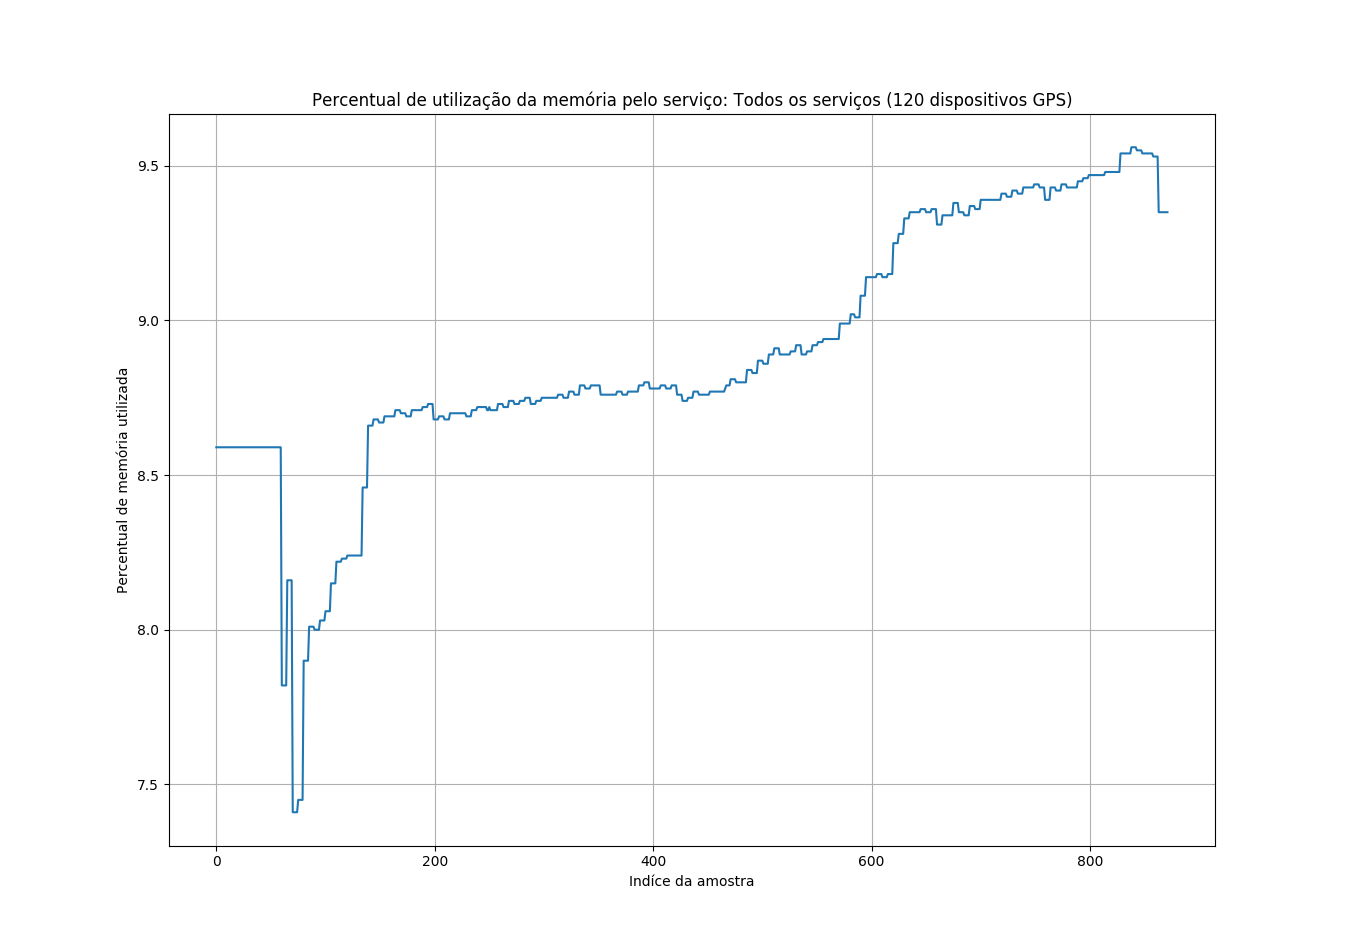 Percentual de utilização da memória pelo serviço: Todos os serviços (120 dispositivos GPS)
Percentual de memória utilizada
9.5
9.0
8.5
8.0
7.5
0 200 400 600 800
Indíce da amostra